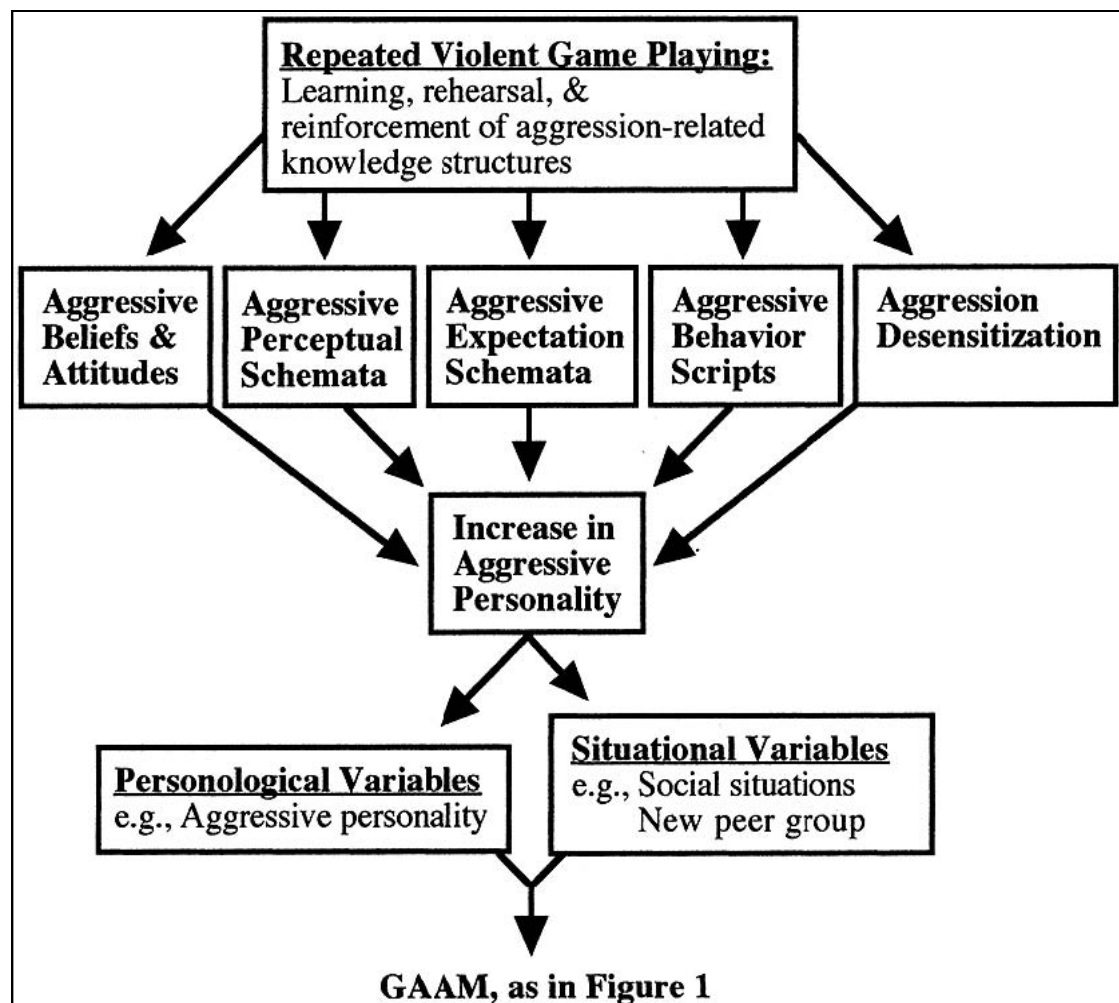 Repeated Violent Game Playing:
Learning, rehearsal, &
reinforcement of aggression-related
knowledge structures
Aggressive
Beliefs &
Attitudes
Aggressive
Perceptual
Schemata
Aggressive
Expectation
Schemata
Aggressive
Behavior
Scripts
Aggression
Desensitization
Increase in
Aggressive
Personality
Personological Variables
e.g., Aggressive personality
Situational Variables
e.g., Social situations
New peer group
GAAM, as in Figure 1